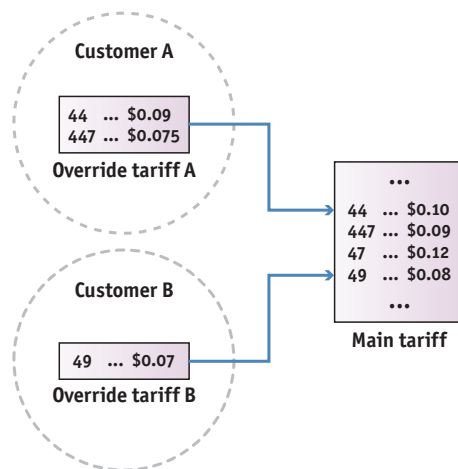 Customer A
44 ... $0.09
447 ... $0.075
Override tariff A
Customer B
49 ... $0.07
Override tariff B
...
44 ... $0.10
447 ... $0.09
47 ... $0.12
49 ... $0.08
...
Main tariff